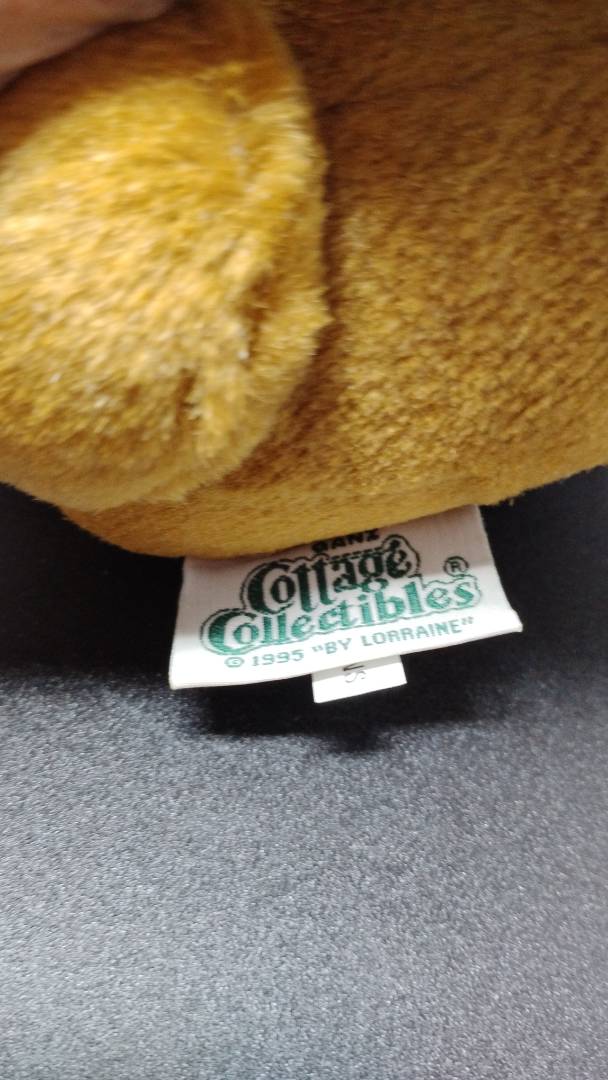 GANZ
Cottage
Collectibles ®
© 1995 "BY LORRAINE"